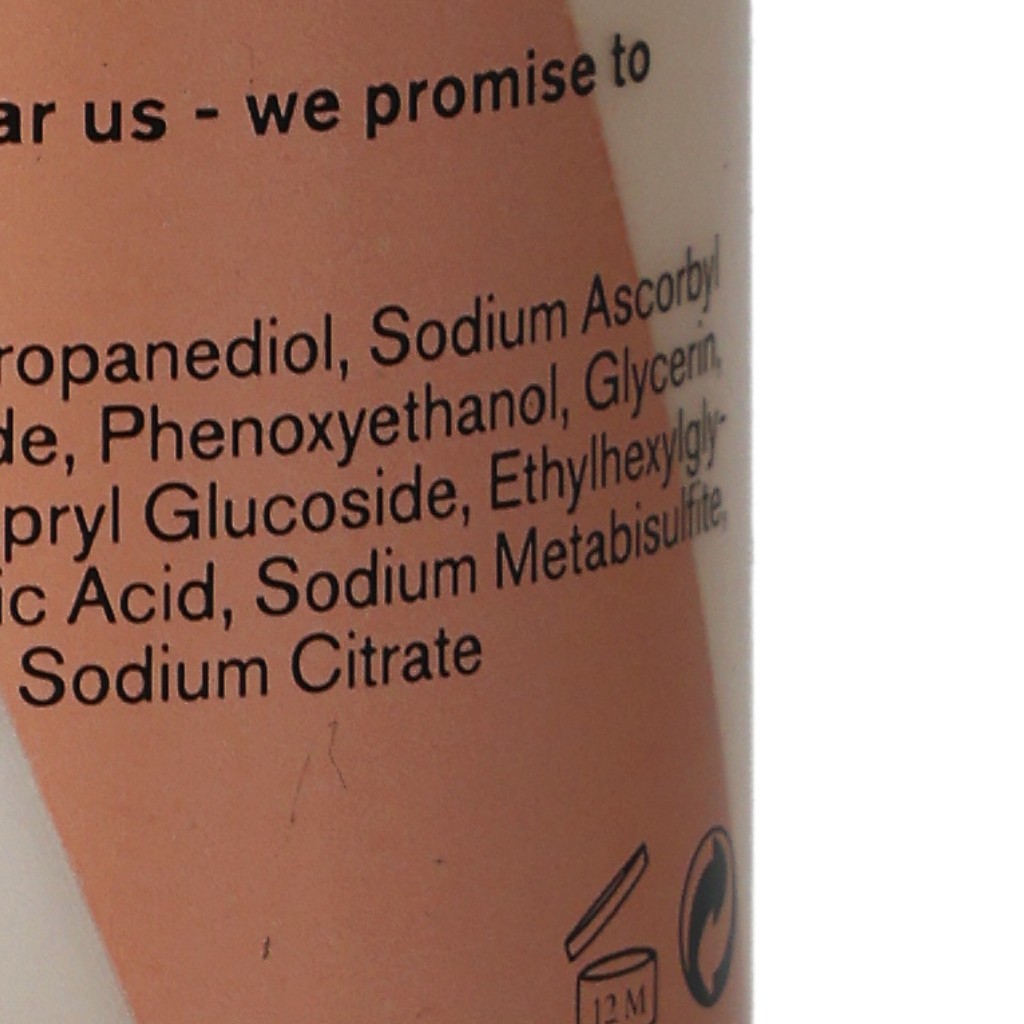 ar us - we promise to
ropanediol, Sodium Ascorbyl
de, Phenoxyethanol, Glycerin,
pryl Glucoside, Ethylhexylgly-
ic Acid, Sodium Metabisulfite,
Sodium Citrate
12 M